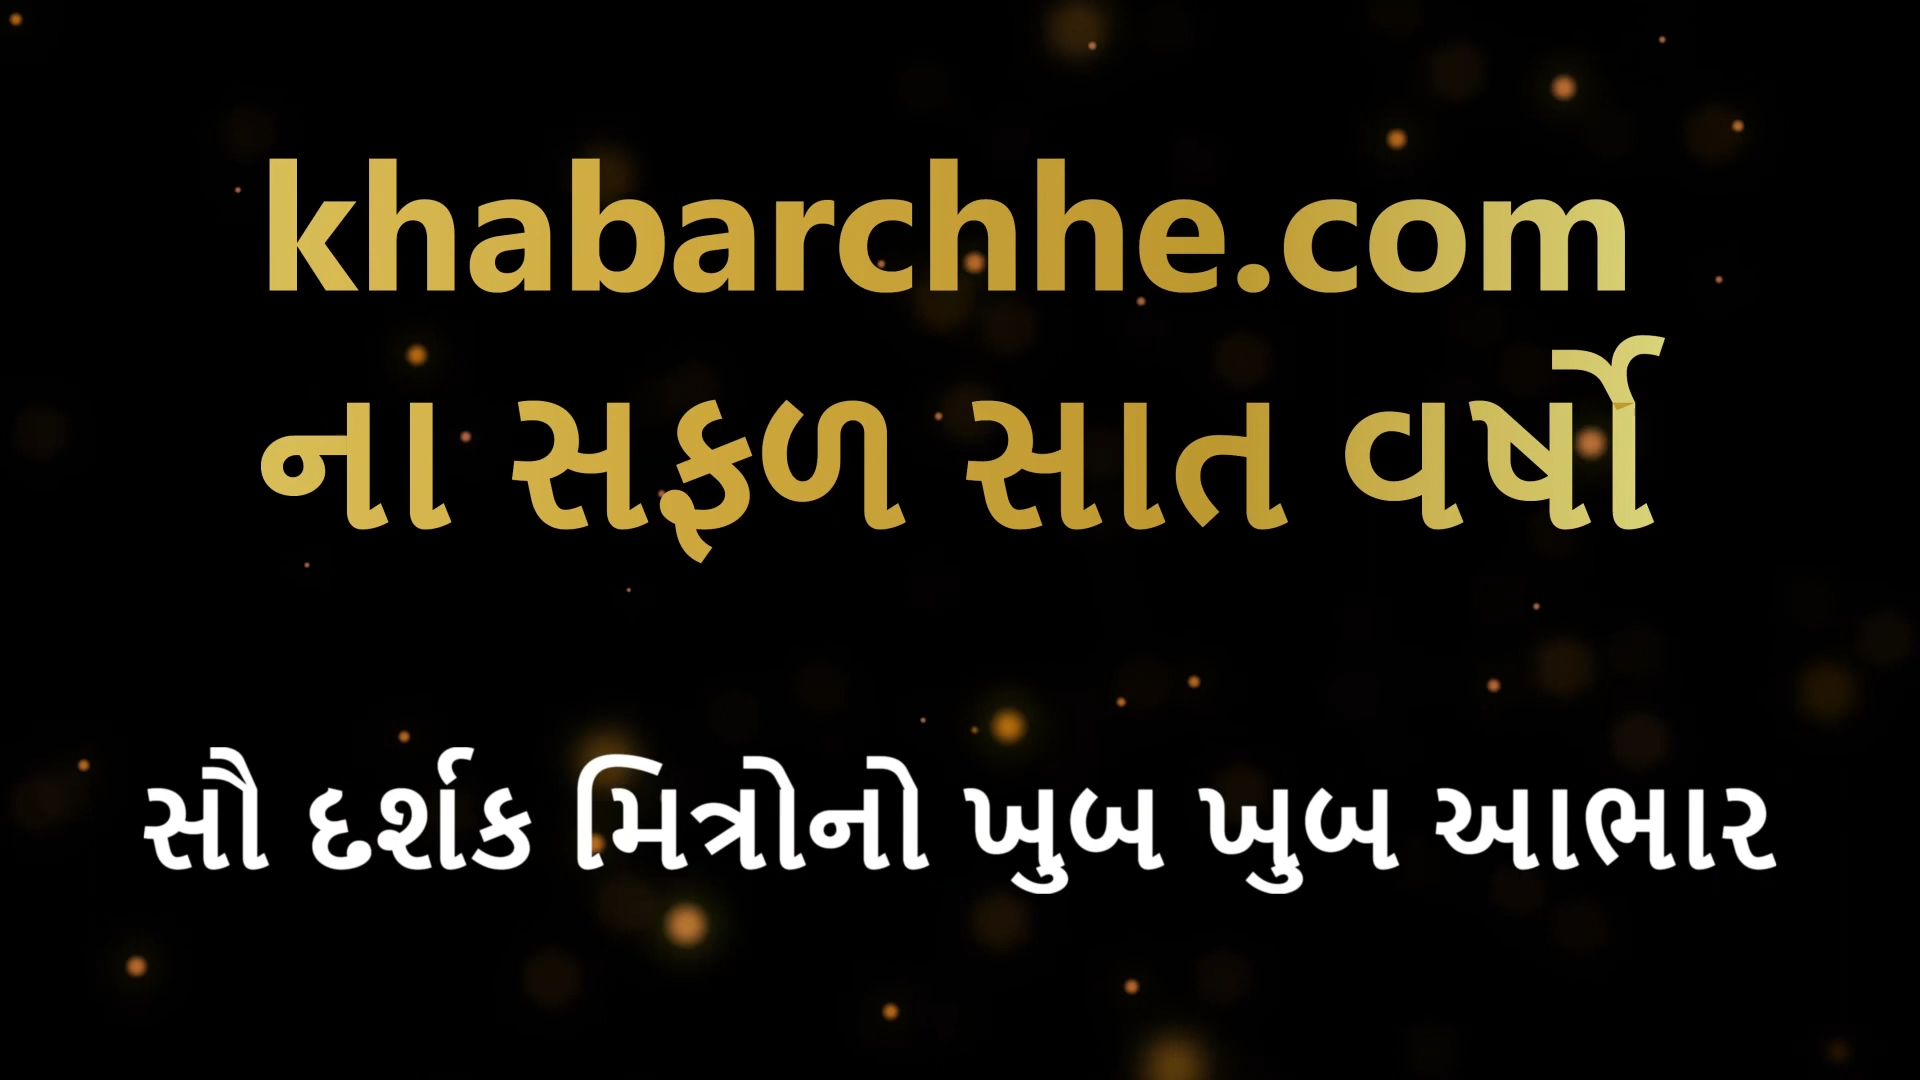 khabarchhe.com
ના સફળ સાત વર્ષો
સૌ દર્શક મિત્રોનો ખુબ ખુબ આભાર